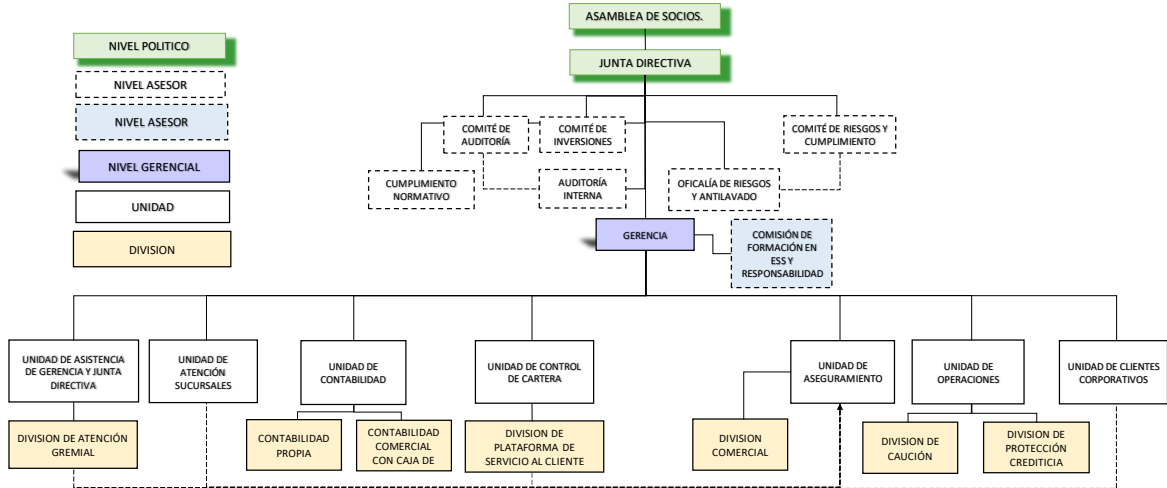 ASAMBLEA DE SOCIOS.
JUNTA DIRECTIVA
NIVEL POLITICO
NIVEL ASESOR
NIVEL ASESOR
NIVEL GERENCIAL
UNIDAD
DIVISION
COMITÉ DE
AUDITORÍA
COMITÉ DE
INVERSIONES
COMITÉ DE RIESGOS Y
CUMPLIMIENTO
CUMPLIMIENTO
NORMATIVO
AUDITORÍA
INTERNA
OFICALÍA DE RIESGOS
Y ANTILAVADO
GERENCIA
COMISIÓN DE
FORMACIÓN EN
ESS Y
RESPONSABILIDAD
UNIDAD DE ASISTENCIA
DE GERENCIA Y JUNTA
DIRECTIVA
UNIDAD DE
ATENCIÓN
SUCURSALES
UNIDAD DE
CONTABILIDAD
UNIDAD DE CONTROL
DE CARTERA
UNIDAD DE
ASEGURAMIENTO
UNIDAD DE
OPERACIONES
UNIDAD DE CLIENTES
CORPORATIVOS
DIVISION DE ATENCIÓN
GREMIAL
CONTABILIDAD
PROPIA
CONTABILIDAD
COMERCIAL
CON CAJA DE
DIVISION DE
PLATAFORMA DE
SERVICIO AL CLIENTE
DIVISION
COMERCIAL
DIVISION DE
CAUCIÓN
DIVISION DE
PROTECCIÓN
CREDITICIA